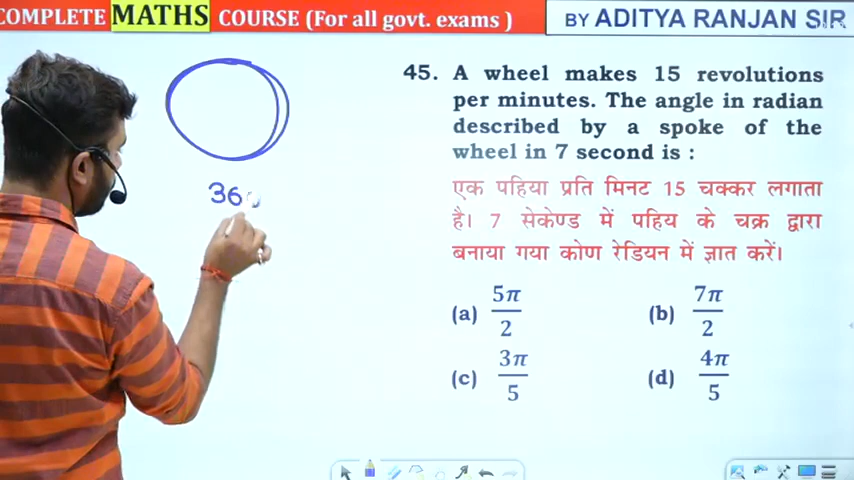 COMPLETE MATHS COURSE (For all govt. exams )
BY ADITYA RANJAN SIR
360
45. A wheel makes 15 revolutions
per minutes. The angle in radian
described by a spoke of the
wheel in 7 second is :
एक पहिया प्रति मिनट 15 चक्कर लगाता
है। 7 सेकेण्ड में पहिय के चक्र द्वारा
बनाया गया कोण रेडियन में ज्ञात करें।
(a) 5π/2 (b) 7π/2
(c) 3π/5 (d) 4π/5